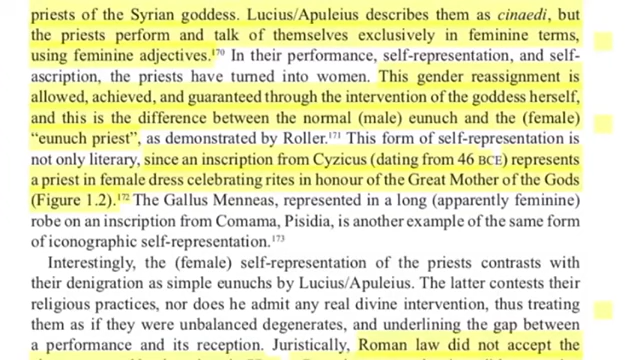 priests of the Syrian goddess. Lucius/Apuleius describes them as cinaedi, but
the priests perform and talk of themselves exclusively in feminine terms,
using feminine adjectives.¹⁷⁰ In their performance, self-representation, and self-
ascription, the priests have turned into women. This gender reassignment is
allowed, achieved, and guaranteed through the intervention of the goddess herself,
and this is the difference between the normal (male) eunuch and the (female)
“eunuch priest”, as demonstrated by Roller.¹⁷¹ This form of self-representation is
not only literary, since an inscription from Cyzicus (dating from 46 BCE) represents
a priest in female dress celebrating rites in honour of the Great Mother of the Gods
(Figure 1.2).¹⁷² The Gallus Menneas, represented in a long (apparently feminine)
robe on an inscription from Comama, Pisidia, is another example of the same form
of iconographic self-representation.¹⁷³
Interestingly, the (female) self-representation of the priests contrasts with
their denigration as simple eunuchs by Lucius/Apuleius. The latter contests their
religious practices, nor does he admit any real divine intervention, thus treating
them as if they were unbalanced degenerates, and underlining the gap between
a performance and its reception. Juristically, Roman law did not accept the